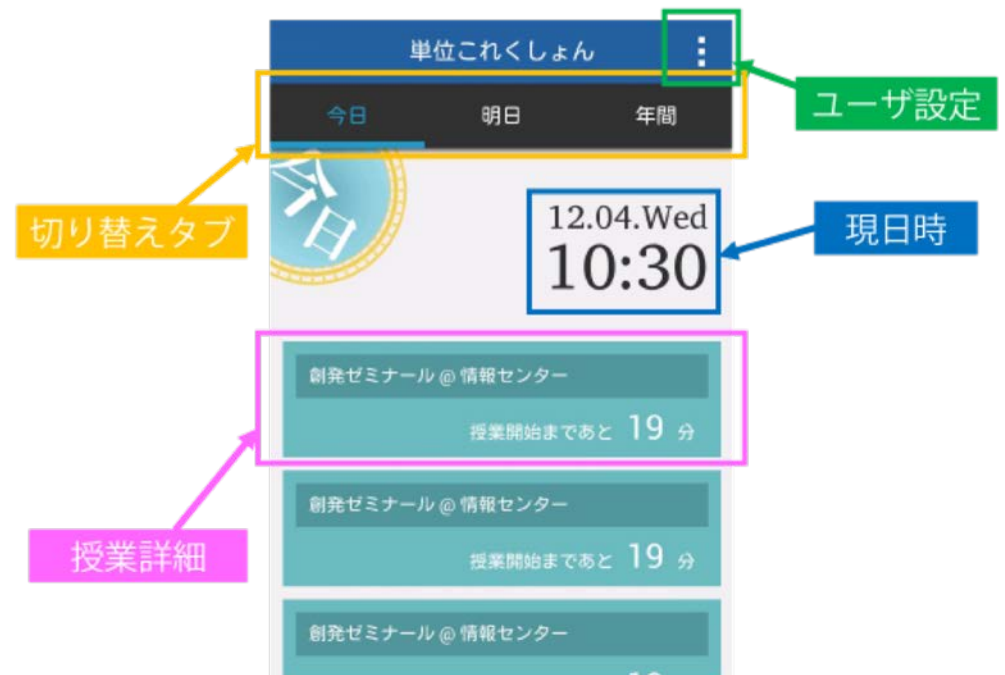 単位これくしょん
ユーザ設定
今日
明日
年間
切り替えタブ
今日
12.04.Wed
10:30
現日時
創発ゼミナール@情報センター
授業開始まであと 19 分
授業詳細
創発ゼミナール@情報センター
授業開始まであと 19 分
創発ゼミナール@情報センター